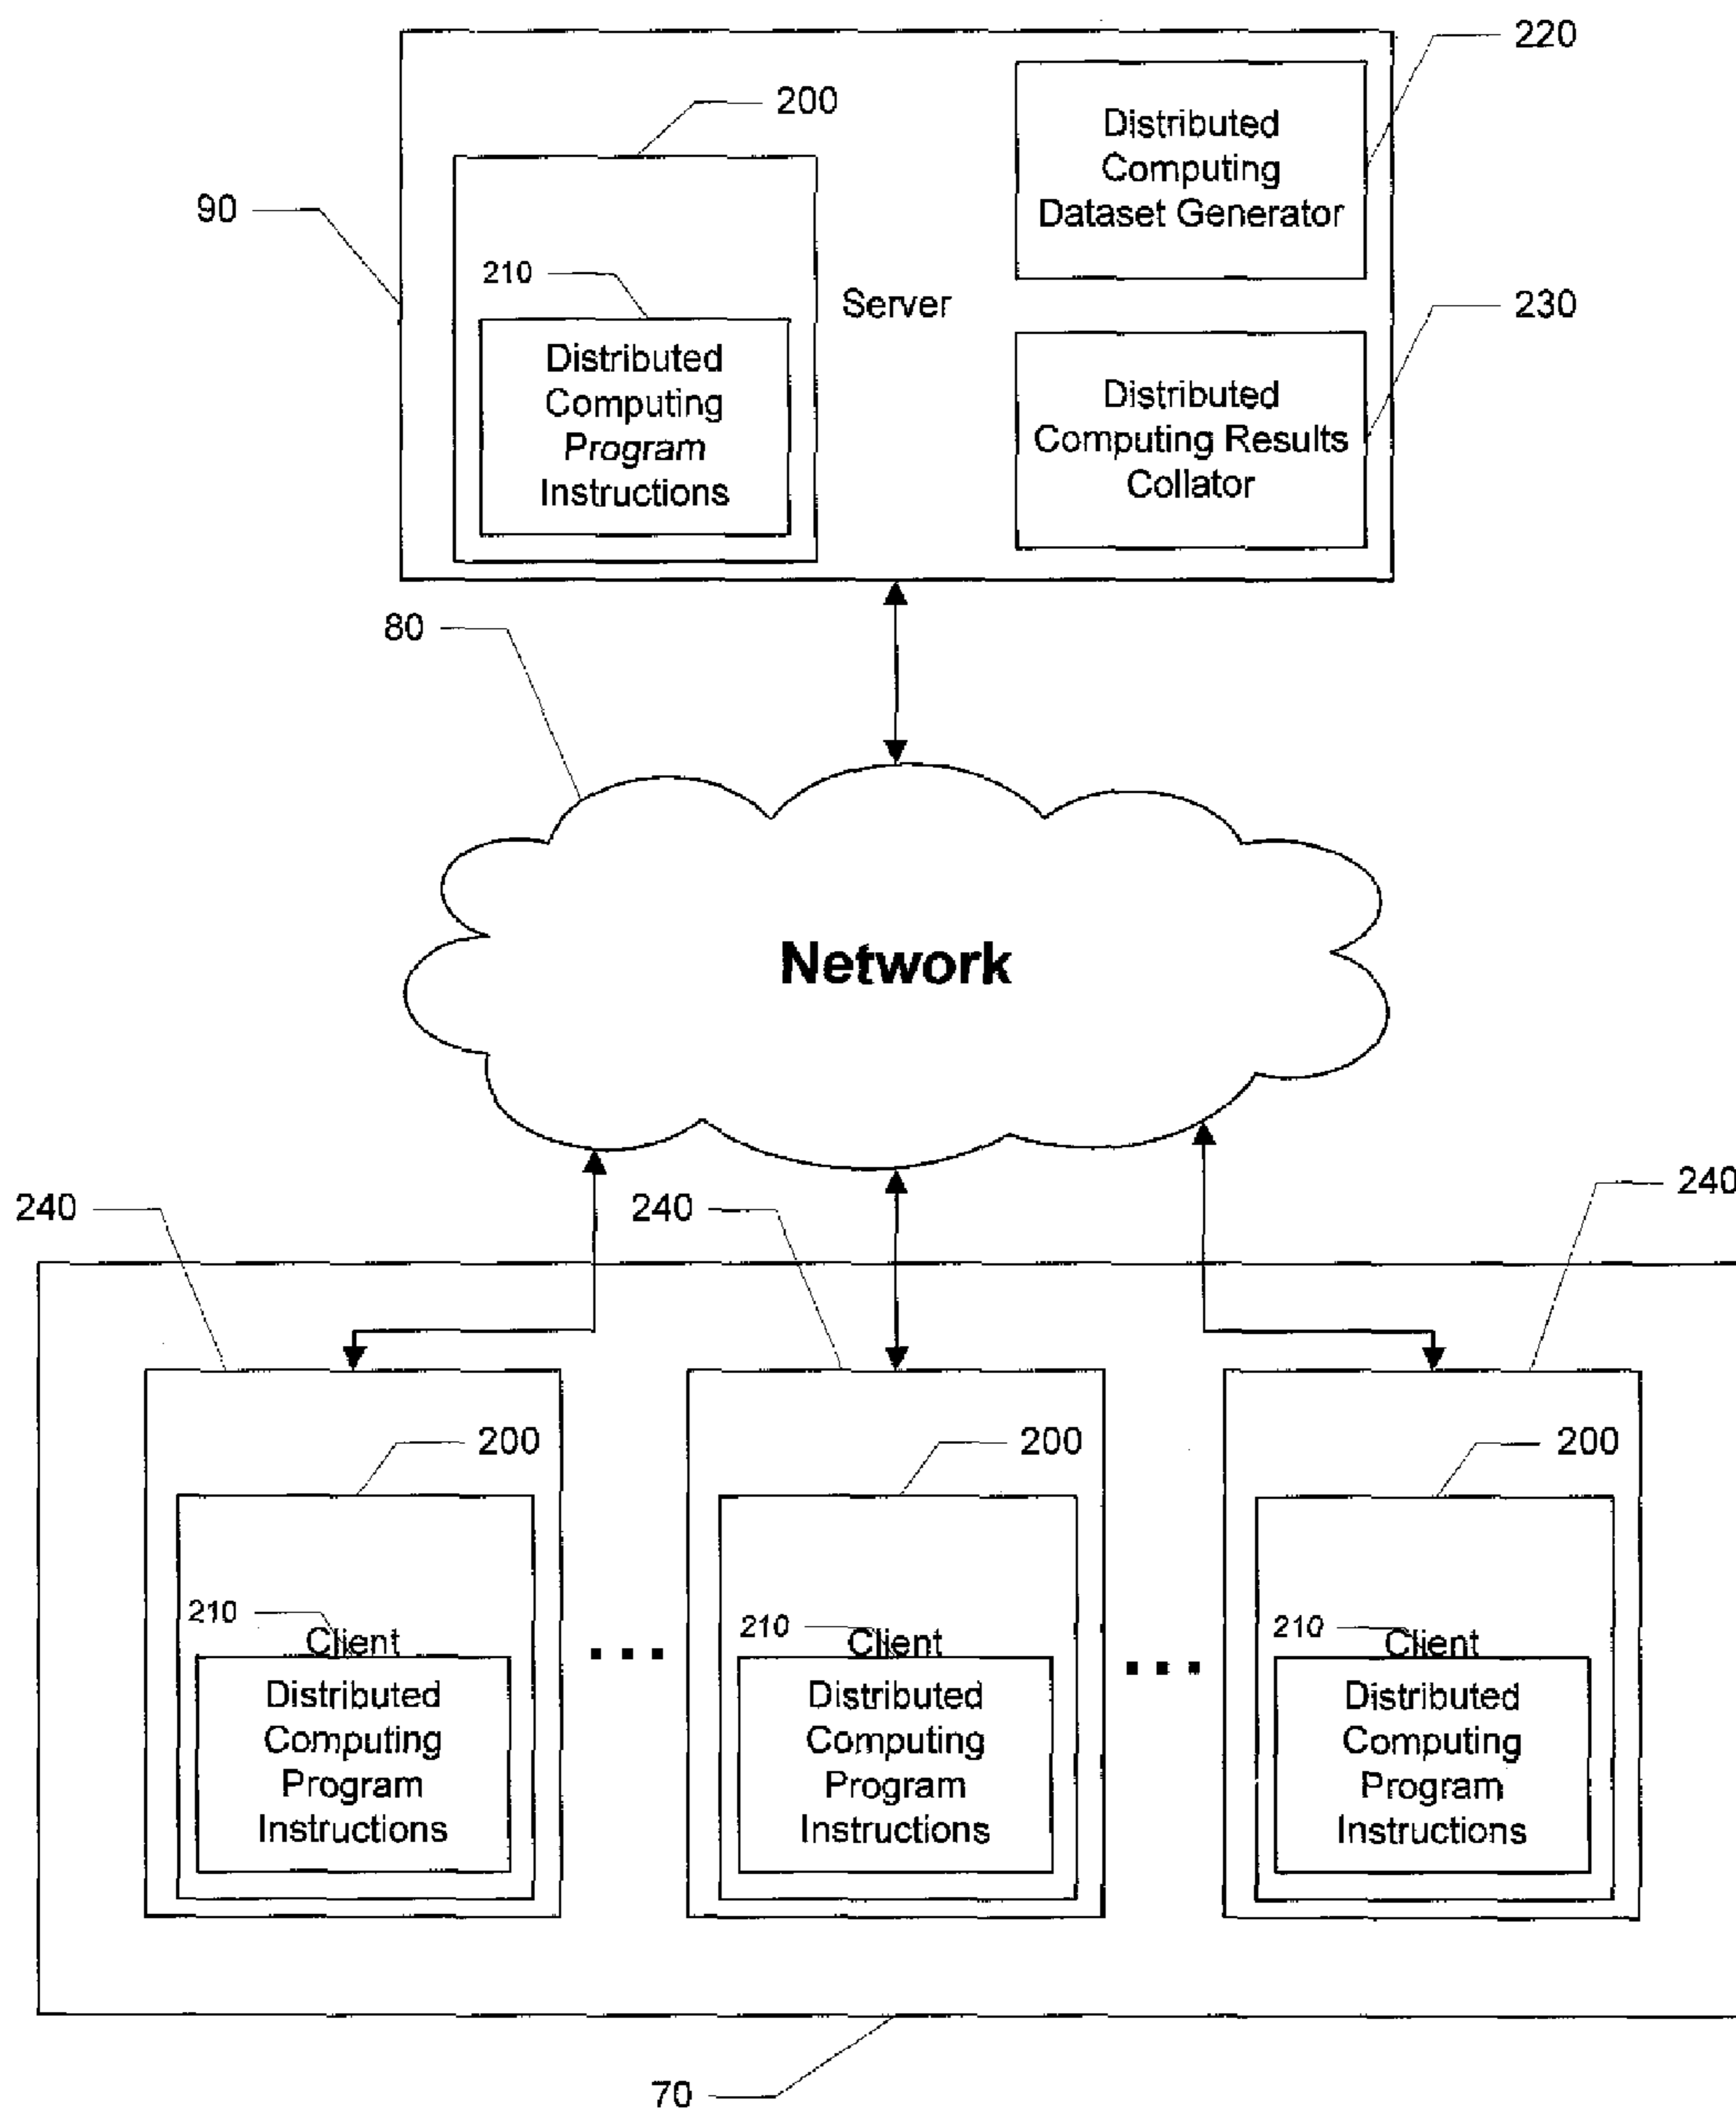 220
Distributed
Computing
Dataset Generator
200
90
210
Server
230
Distributed
Computing
Program
Instructions
Distributed
Computing Results
Collator
80
Network
240
240
240
200
200
200
210
Client
Distributed
Computing
Program
Instructions
...
210
Client
Distributed
Computing
Program
Instructions
...
210
Client
Distributed
Computing
Program
Instructions
70